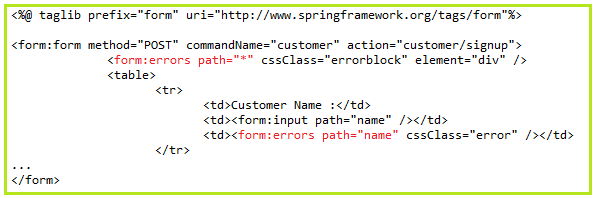 <%@ taglib prefix="form" uri="http://www.springframework.org/tags/form"%>
<form:form method="POST" commandName="customer" action="customer/signup">
<form:errors path="*" cssClass="errorblock" element="div" />
<table>
<tr>
<td>Customer Name :</td>
<td><form:input path="name" /></td>
<td><form:errors path="name" cssClass="error" /></td>
</tr>
...
</form>